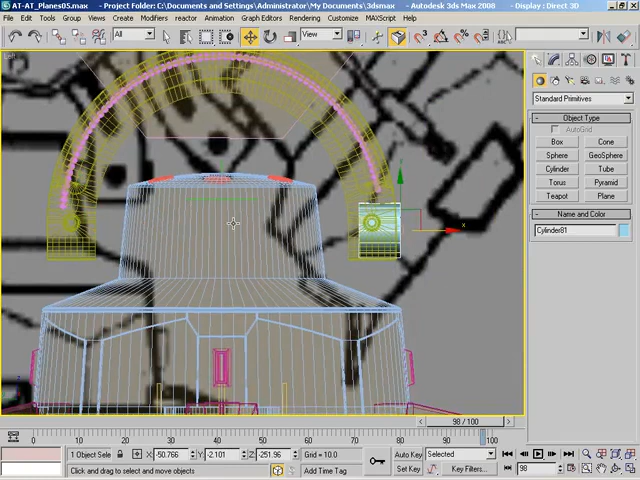 AT-AT_Planes05.max - Project Folder: C:\Documents and Settings\Administrator\My Documents\3dsmax - Autodesk 3ds Max 2008 - Display : Direct 3D
File Edit Tools Group Views Create Modifiers reactor Animation Graph Editors Rendering Customize MAXScript Help
All View
Left
Standard Primitives
Object Type
AutoGrid
Box Cone
Sphere GeoSphere
Cylinder Tube
Torus Pyramid
Teapot Plane
Name and Color
Cylinder81
x
98 / 100
0 10 20 30 40 50 60 70 80 90 100
1 Object Sele X: -50.766 Y: -2.101 Z: -251.96 Grid = 10.0 Auto Key Selected
Click and drag to select and move objects Add Time Tag Set Key Key Filters... 98